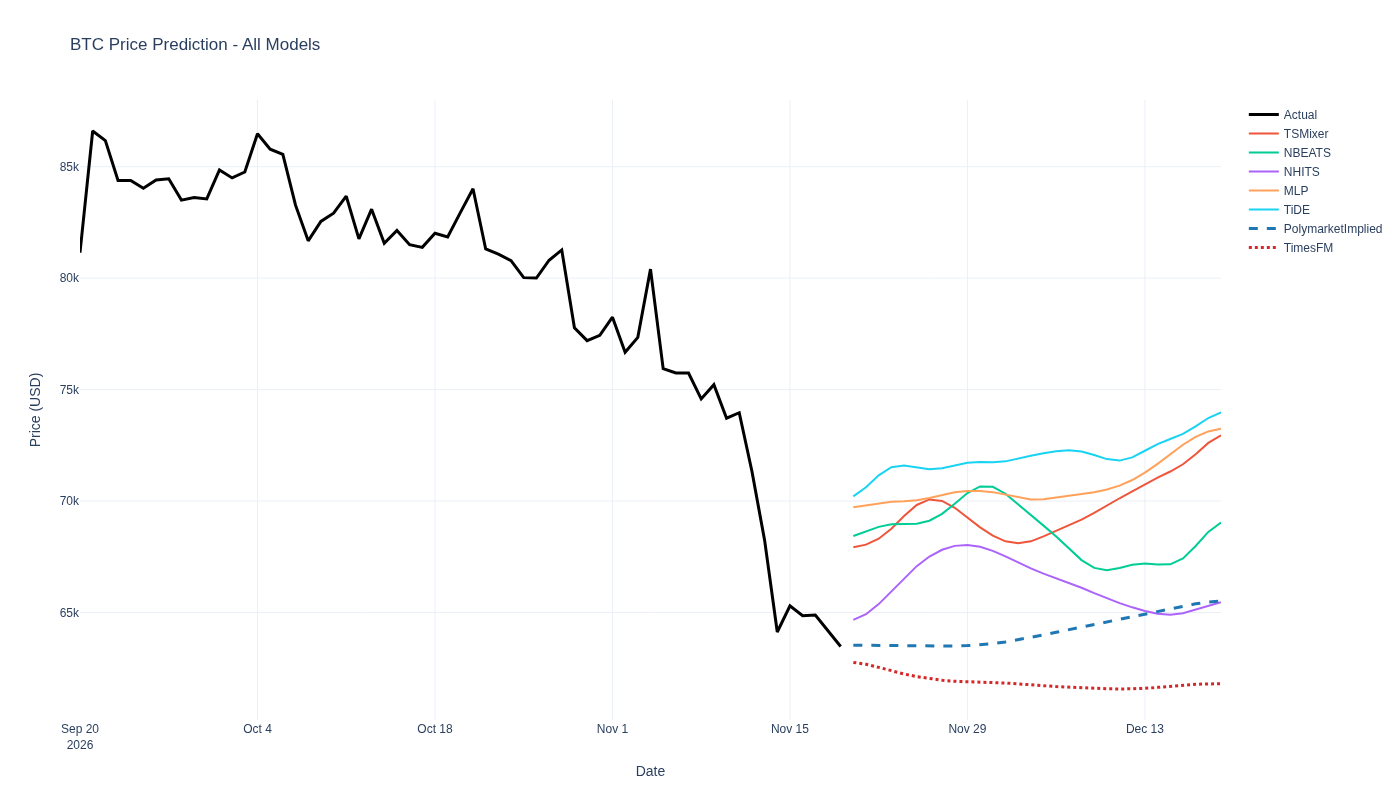 BTC Price Prediction - All Models
Actual
TSMixer
NBEATS
NHITS
MLP
TiDE
PolymarketImplied
TimesFM
85k
80k
75k
70k
65k
Price (USD)
Sep 20
2026
Oct 4
Oct 18
Nov 1
Nov 15
Nov 29
Dec 13
Date